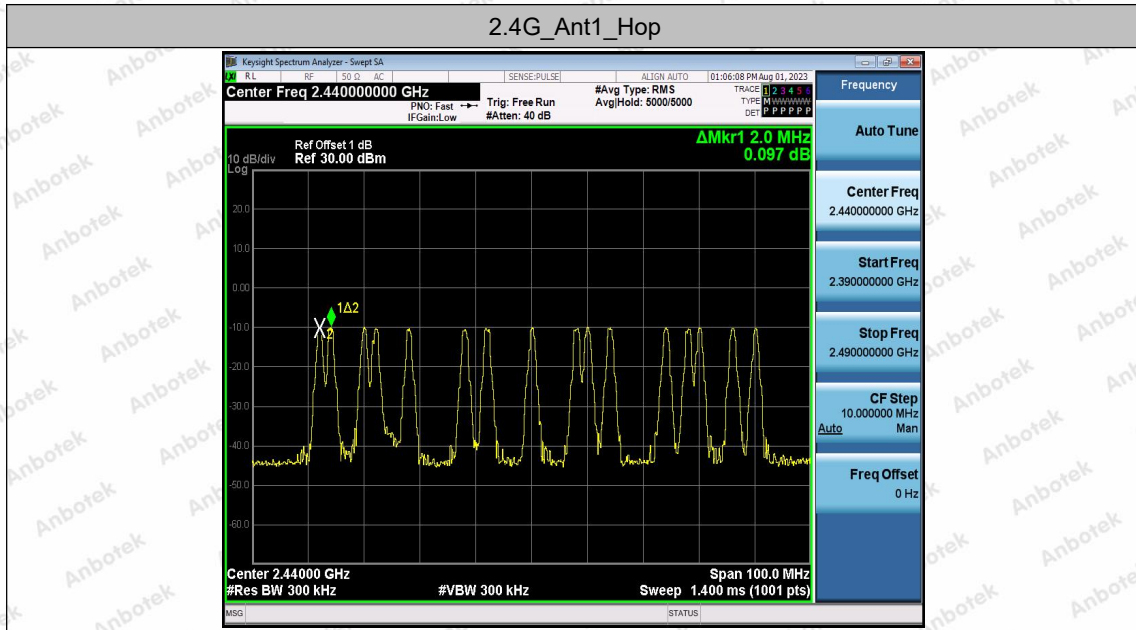 2.4G_Ant1_Hop
Keysight Spectrum Analyzer - Swept SA
LXI RL RF 50 Ω AC SENSE:PULSE ALIGN AUTO 01:06:08 PM Aug 01, 2023
Center Freq 2.440000000 GHz
PNO: Fast
IFGain:Low
Trig: Free Run
#Atten: 40 dB
#Avg Type: RMS
Avg|Hold: 5000/5000
TRACE 1 2 3 4 5 6
TYPE M W W W W W
DET P P P P P P
ΔMkr1 2.0 MHz
0.097 dB
Ref Offset 1 dB
10 dB/div Ref 30.00 dBm
Log
20.0
10.0
0.00
-10.0
-20.0
-30.0
-40.0
-50.0
-60.0
1Δ2
2
Center 2.44000 GHz Span 100.0 MHz
#Res BW 300 kHz #VBW 300 kHz Sweep 1.400 ms (1001 pts)
MSG STATUS
Frequency
Auto Tune
Center Freq
2.440000000 GHz
Start Freq
2.390000000 GHz
Stop Freq
2.490000000 GHz
CF Step
10.000000 MHz
Auto Man
Freq Offset
0 Hz
Anbotek